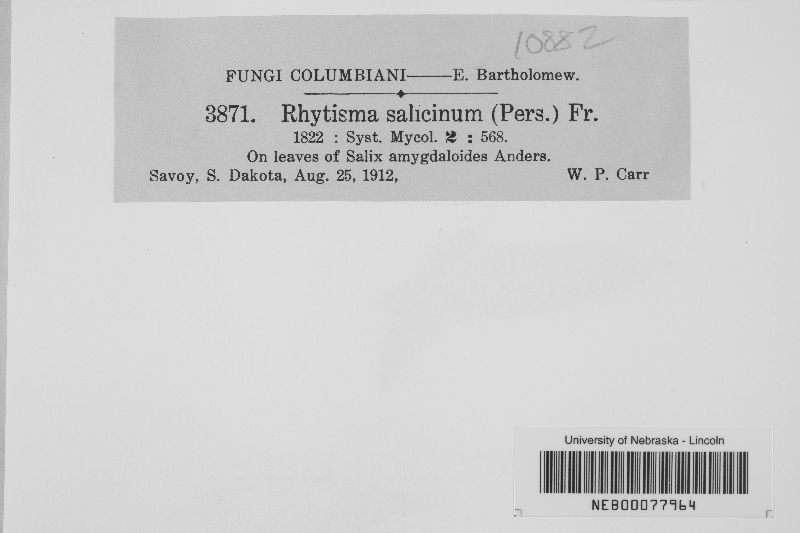 10882
FUNGI COLUMBIANI——E. Bartholomew.
3871. Rhytisma salicinum (Pers.) Fr.
1822 : Syst. Mycol. 2 : 568.
On leaves of Salix amygdaloides Anders.
Savoy, S. Dakota, Aug. 25, 1912, W. P. Carr
University of Nebraska - Lincoln
NEB00077964